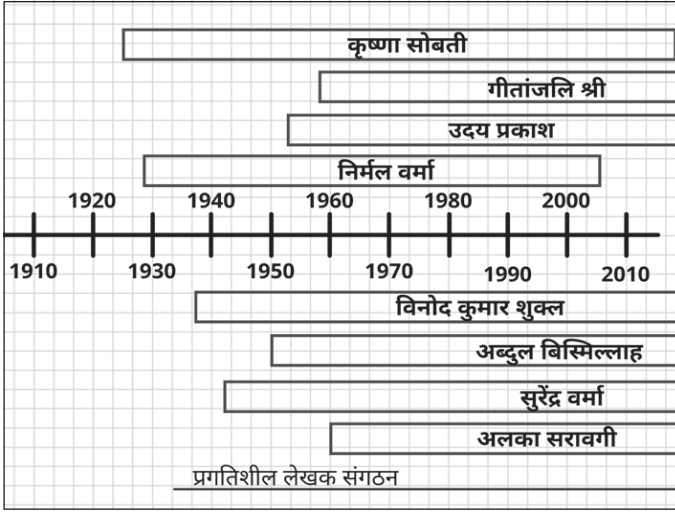 कृष्णा सोबती
गीतांजलि श्री
उदय प्रकाश
निर्मल वर्मा
1920 1940 1960 1980 2000
1910 1930 1950 1970 1990 2010
विनोद कुमार शुक्ल
अब्दुल बिस्मिल्लाह
सुरेंद्र वर्मा
अलका सरावगी
प्रगतिशील लेखक संगठन